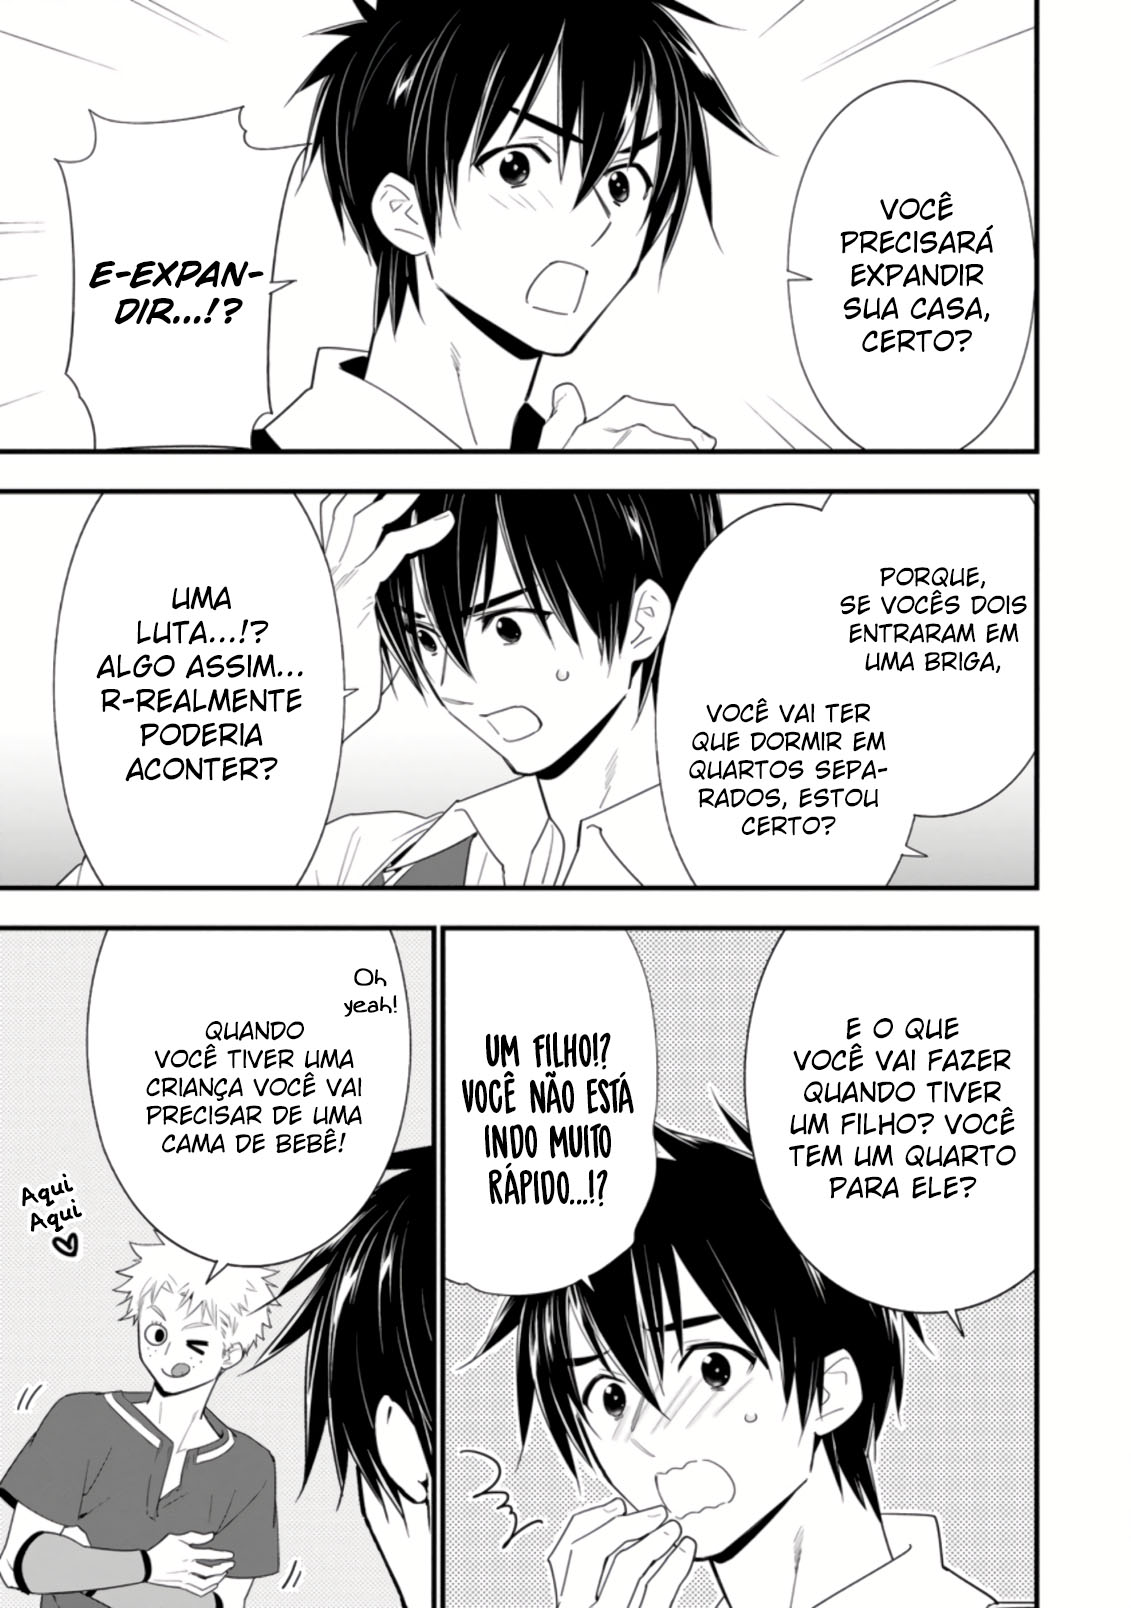 VOCÊ
PRECISARÁ
EXPANDIR
SUA CASA,
CERTO?
E-EXPAN-
DIR...!?
PORQUE,
SE VOCÊS DOIS
ENTRARAM EM
UMA BRIGA,
VOCÊ VAI TER
QUE DORMIR EM
QUARTOS SEPA-
RADOS, ESTOU
CERTO?
UMA
LUTA...!?
ALGO ASSIM...
R-REALMENTE
PODERIA
ACONTER?
E O QUE
VOCÊ VAI FAZER
QUANDO TIVER
UM FILHO? VOCÊ
TEM UM QUARTO
PARA ELE?
UM FILHO!?
VOCÊ NÃO ESTÁ
INDO MUITO
RÁPIDO...!?
Oh
yeah!
QUANDO
VOCÊ TIVER UMA
CRIANÇA VOCÊ VAI
PRECISAR DE UMA
CAMA DE BEBÊ!
Aqui
Aqui